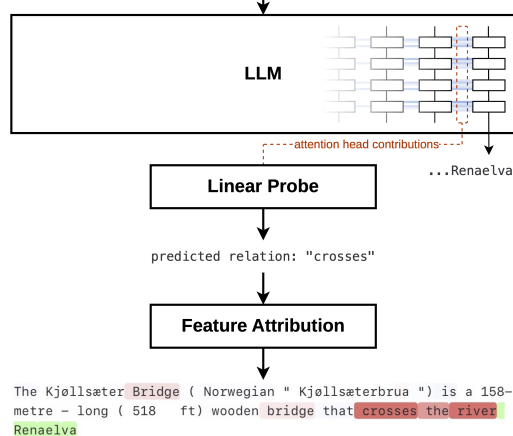 LLM
attention head contributions
...Renaelva
Linear Probe
predicted relation: "crosses"
Feature Attribution
The Kjøllsæter Bridge ( Norwegian " Kjøllsæterbrua ") is a 158–
metre – long ( 518 ft) wooden bridge that crosses the river
Renaelva